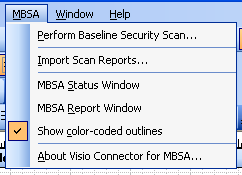 MBSA Window Help
Perform Baseline Security Scan...
Import Scan Reports...
MBSA Status Window
MBSA Report Window
Show color-coded outlines
About Visio Connector for MBSA...